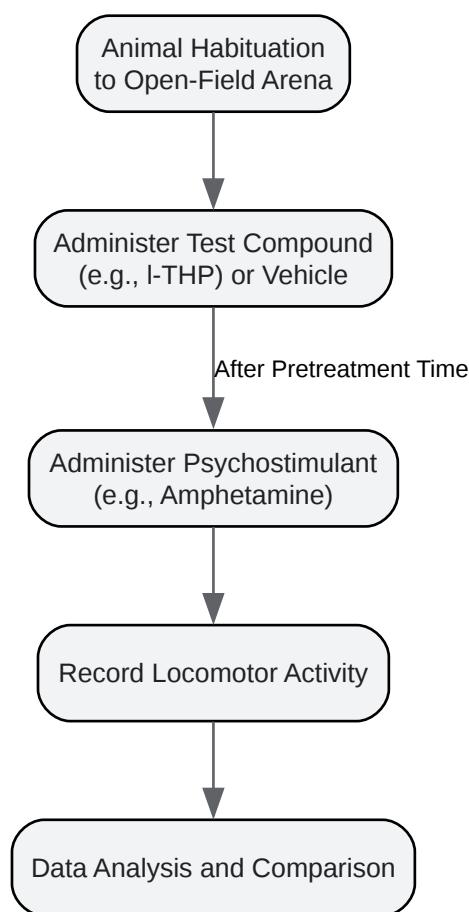 Animal Habituation
to Open-Field Arena
Administer Test Compound
(e.g., l-THP) or Vehicle
After Pretreatment Time
Administer Psychostimulant
(e.g., Amphetamine)
Record Locomotor Activity
Data Analysis and Comparison